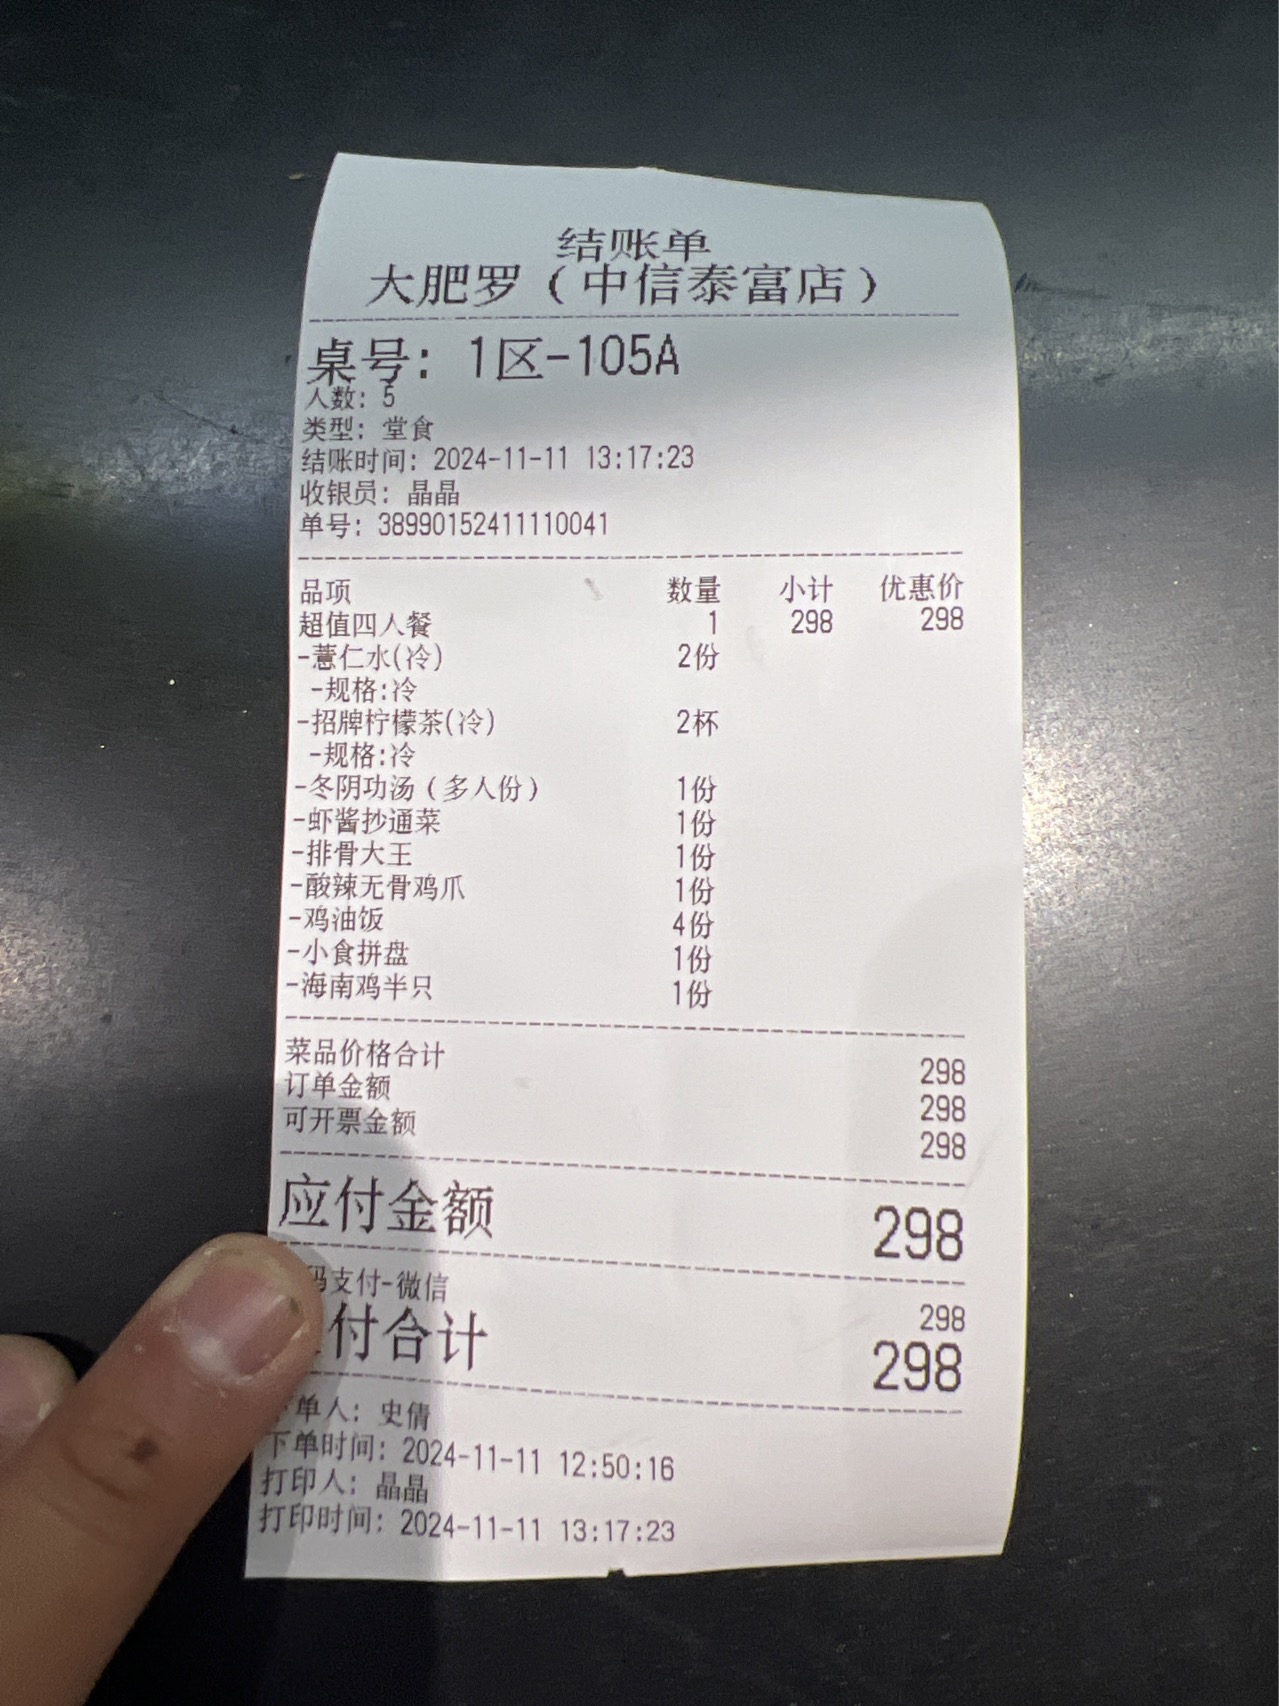 结账单
大肥罗（中信泰富店）
桌号: 1区-105A
人数: 5
类型: 堂食
结账时间: 2024-11-11 13:17:23
收银员: 晶晶
单号: 38990152411110041
品项 数量 小计 优惠价
超值四人餐 1 298 298
-薏仁水(冷) 2份
-规格:冷
-招牌柠檬茶(冷) 2杯
-规格:冷
-冬阴功汤（多人份） 1份
-虾酱抄通菜 1份
-排骨大王 1份
-酸辣无骨鸡爪 1份
-鸡油饭 4份
-小食拼盘 1份
-海南鸡半只 1份
菜品价格合计 298
订单金额 298
可开票金额 298
应付金额 298
码支付-微信 298
付合计 298
单人: 史倩
下单时间: 2024-11-11 12:50:16
打印人: 晶晶
打印时间: 2024-11-11 13:17:23